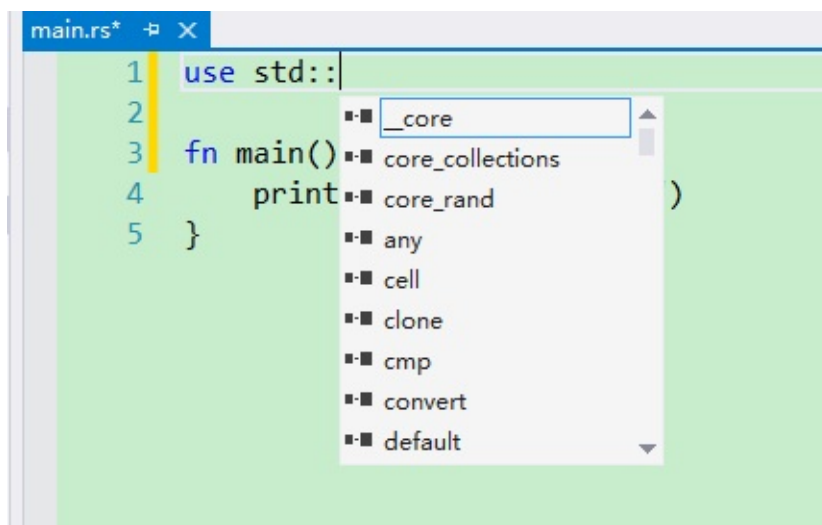 main.rs*
1 use std::
2
3 fn main()
4 print )
5 }
__core
core_collections
core_rand
any
cell
clone
cmp
convert
default